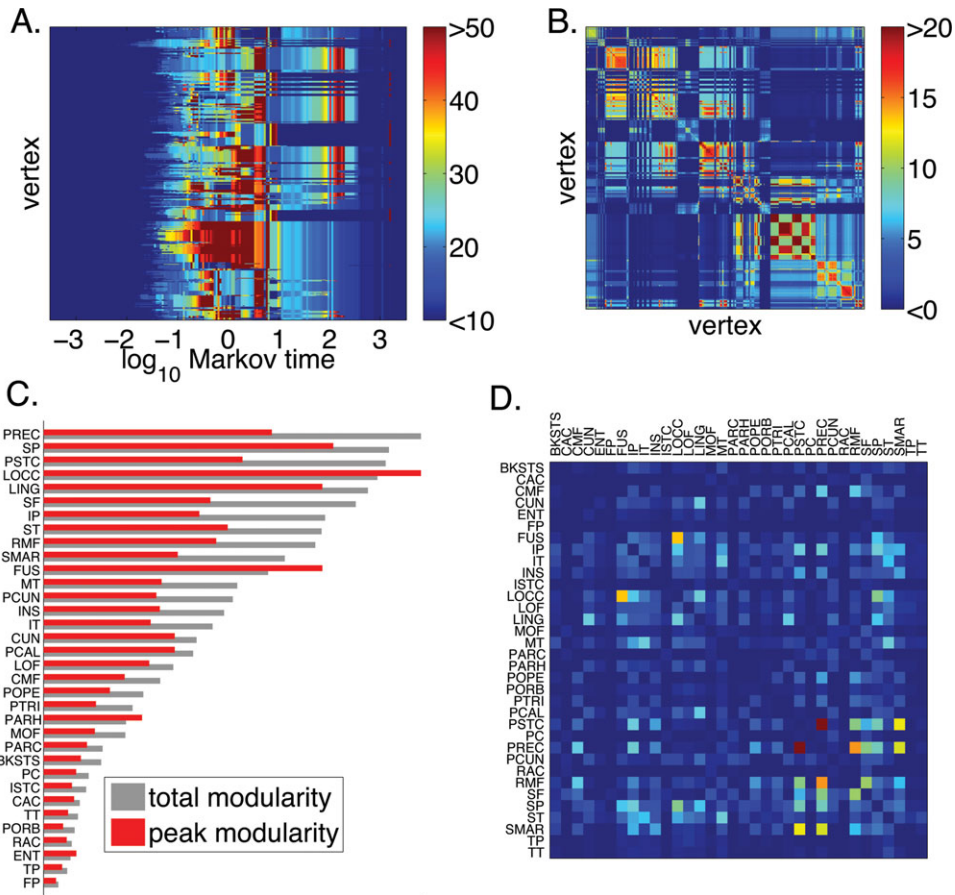 A.
>50
40
30
20
<10
vertex
−3 −2 −1 0 1 2 3
log10 Markov time
B.
>20
15
10
5
<0
vertex
vertex
C.
PREC
SP
PSTC
LOCC
LING
SF
IP
ST
RMF
SMAR
FUS
MT
PCUN
INS
IT
CUN
PCAL
LOF
CMF
POPE
PTRI
PARH
MOF
PARC
BKSTS
PC
ISTC
CAC
TT
PORB
RAC
ENT
TP
FP
total modularity
peak modularity
D.
BKSTS CAC CMF CUN ENT FP FUS IP IT INS ISTC LOCC LOF LING MOF MT PARC PARH POPE PORB PTRI PCAL PSTC PC PREC PCUN RAC RMF SF SP ST SMAR TP TT
BKSTS
CAC
CMF
CUN
ENT
FP
FUS
IP
IT
INS
ISTC
LOCC
LOF
LING
MOF
MT
PARC
PARH
POPE
PORB
PTRI
PCAL
PSTC
PC
PREC
PCUN
RAC
RMF
SF
SP
ST
SMAR
TP
TT